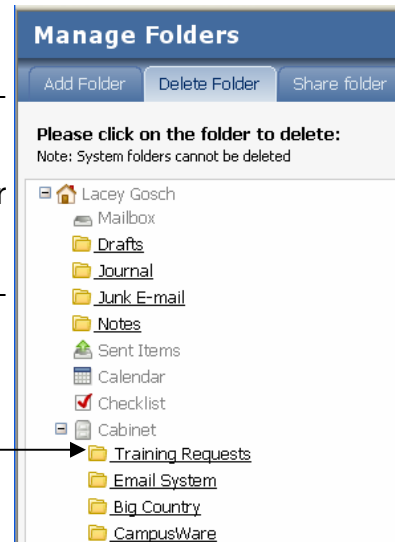 Manage Folders
Add Folder Delete Folder Share folder
Please click on the folder to delete:
Note: System folders cannot be deleted
r
Lacey Gosch
Mailbox
Drafts
Journal
Junk E-mail
Notes
Sent Items
Calendar
Checklist
Cabinet
Training Requests
Email System
Big Country
CampusWare